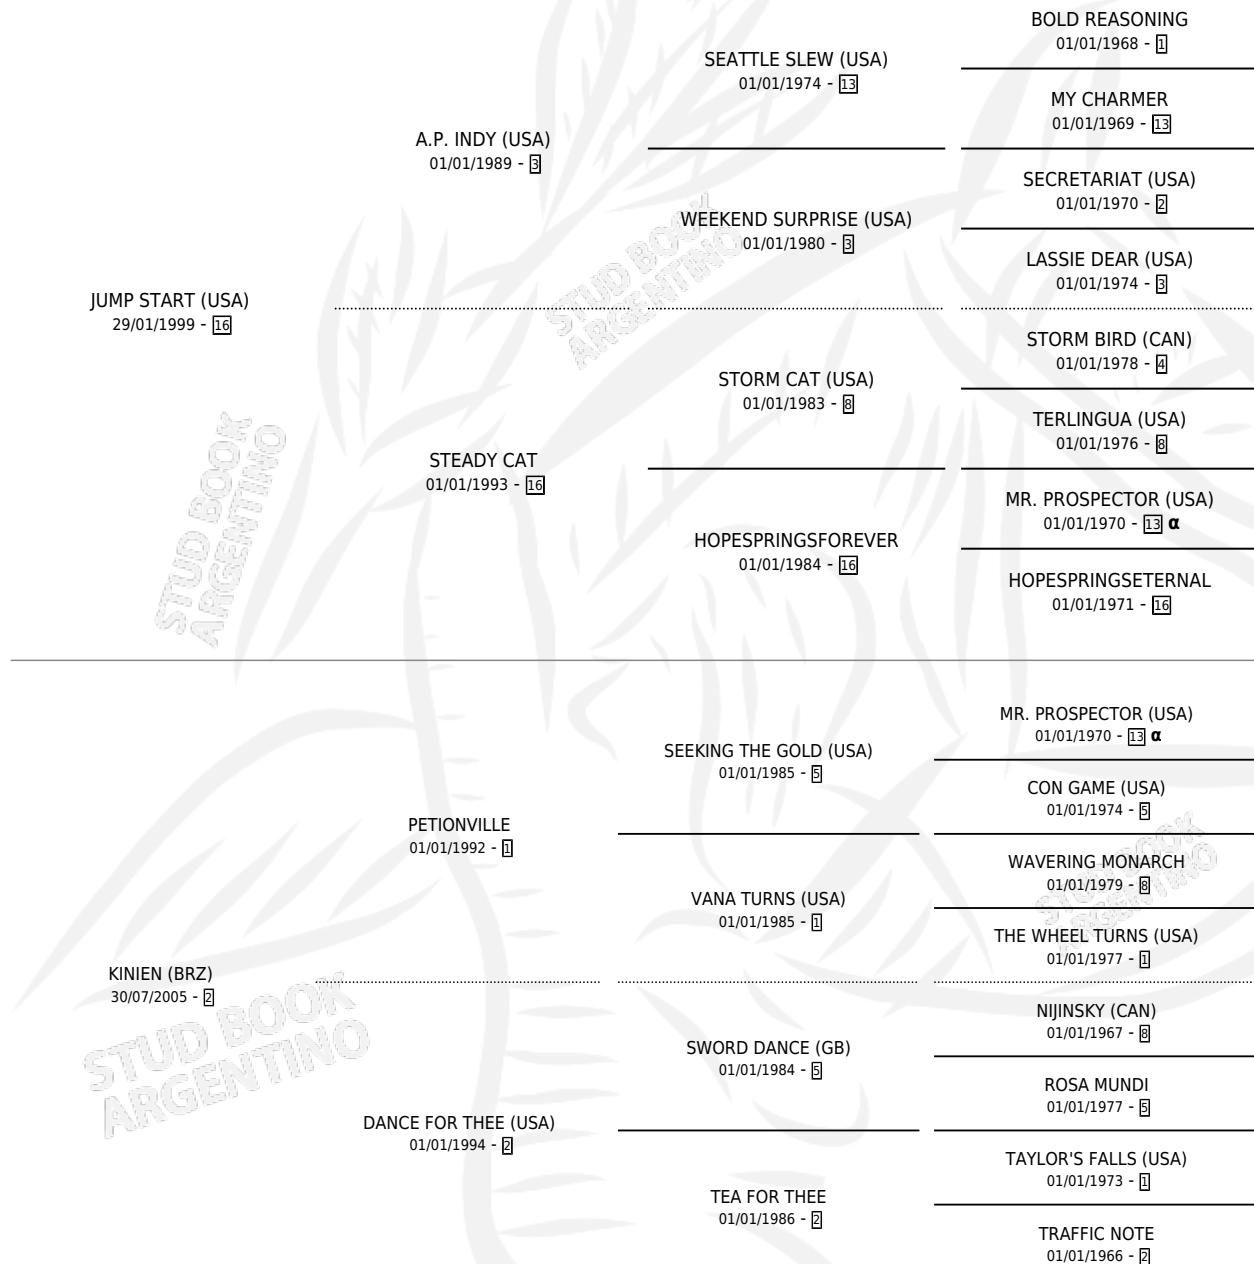 BOLD REASONING
01/01/1968 - 1
SEATTLE SLEW (USA)
01/01/1974 - 13
MY CHARMER
01/01/1969 - 13
A.P. INDY (USA)
01/01/1989 - 3
SECRETARIAT (USA)
01/01/1970 - 2
WEEKEND SURPRISE (USA)
01/01/1980 - 3
LASSIE DEAR (USA)
01/01/1974 - 3
JUMP START (USA)
29/01/1999 - 16
STORM BIRD (CAN)
01/01/1978 - 4
STORM CAT (USA)
01/01/1983 - 8
TERLINGUA (USA)
01/01/1976 - 8
STEADY CAT
01/01/1993 - 16
MR. PROSPECTOR (USA)
01/01/1970 - 13 α
HOPESPRINGSFOREVER
01/01/1984 - 16
HOPESPRINGSETERNAL
01/01/1971 - 16
MR. PROSPECTOR (USA)
01/01/1970 - 13 α
SEEKING THE GOLD (USA)
01/01/1985 - 5
CON GAME (USA)
01/01/1974 - 5
PETIONVILLE
01/01/1992 - 1
WAVERING MONARCH
01/01/1979 - 8
VANA TURNS (USA)
01/01/1985 - 1
THE WHEEL TURNS (USA)
01/01/1977 - 1
KINIEN (BRZ)
30/07/2005 - 2
NIJINSKY (CAN)
01/01/1967 - 8
SWORD DANCE (GB)
01/01/1984 - 5
ROSA MUNDI
01/01/1977 - 5
DANCE FOR THEE (USA)
01/01/1994 - 2
TAYLOR'S FALLS (USA)
01/01/1973 - 1
TEA FOR THEE
01/01/1986 - 2
TRAFFIC NOTE
01/01/1966 - 2
STUD BOOK
ARGENTINO
STUD BOOK
ARGENTINO
STUD BOOK
ARGENTINO
STUD BOOK
ARGENTINO